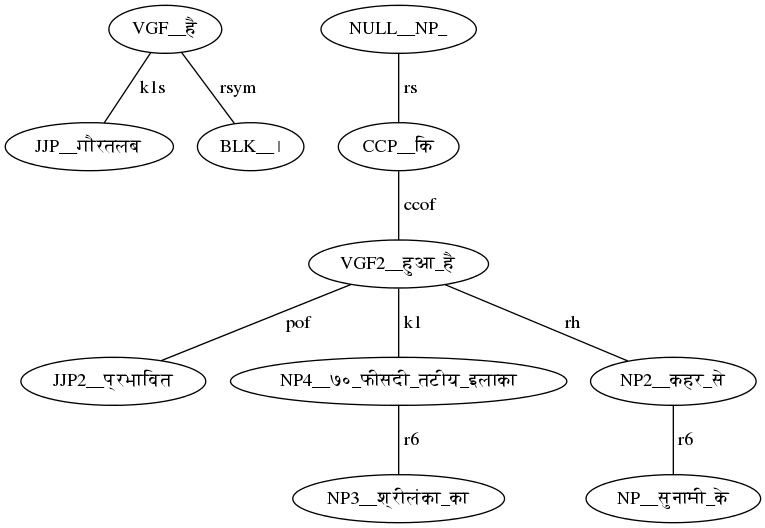 VGF__है NULL__NP_
k1s rsym rs
JJP__गौरतलब BLK__। CCP__कि
ccof
VGF2__हुआ_है
pof k1 rh
JJP2__प्रभावित NP4__७०_फीसदी_तटीय_इलाका NP2__कहर_से
r6 r6
NP3__श्रीलंका_का NP__सुनामी_के